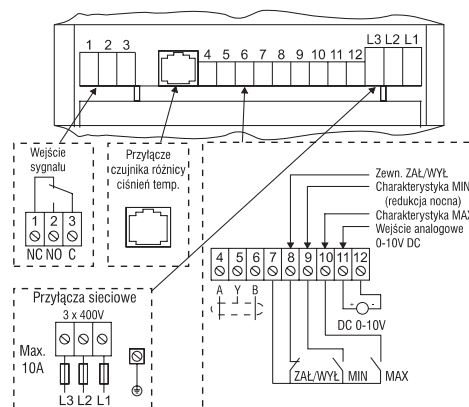 1 2 3
4 5 6 7 8 9 10 11 12
L3 L2 L1
Wejście
sygnału
1 2 3
NC NO C
Przyłącze
czujnika różnicy
ciśnień temp.
Zewn. ZAŁ/WYŁ
Charakterystyka MIN
(redukcja nocna)
Charakterystyka MAX
Wejście analogowe
0-10V DC
4 5 6 7 8 9 10 11 12
A Y B
+ -
DC 0-10V
ZAŁ/WYŁ MIN MAX
Przyłącza sieciowe
3 x 400V
Max.
10A
L3 L2 L1